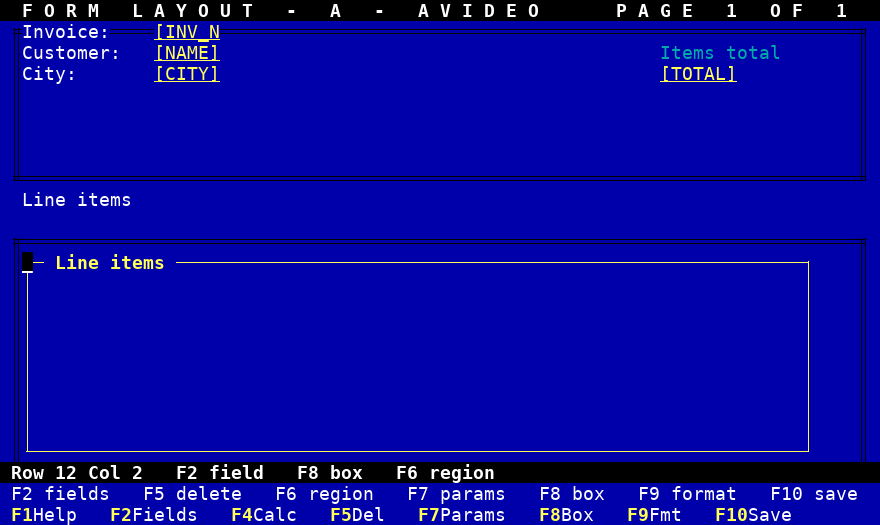 F O R M   L A Y O U T   -   A   -   A V I D E O   P A G E   1   O F   1
Invoice: [INV_N
Customer: [NAME] Items total
City: [CITY] [TOTAL]
Line items
Line items
Row 12 Col 2 F2 field F8 box F6 region
F2 fields F5 delete F6 region F7 params F8 box F9 format F10 save
F1Help F2Fields F4Calc F5Del F7Params F8Box F9Fmt F10Save